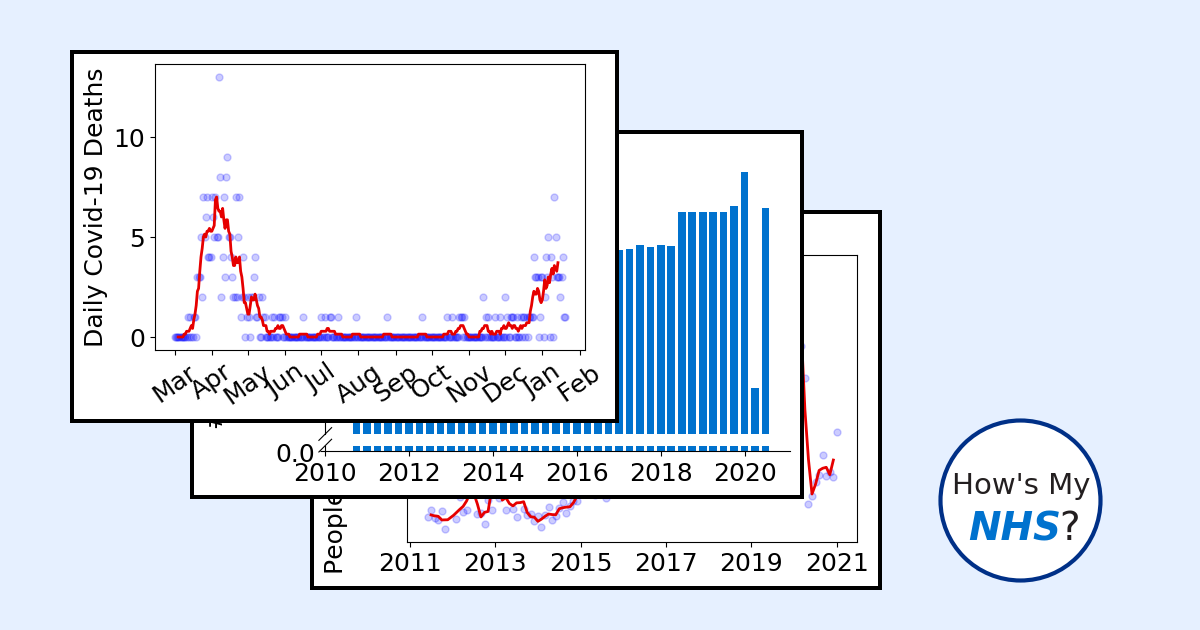 Daily Covid-19 Deaths
10
5
0
Mar Apr May Jun Jul Aug Sep Oct Nov Dec Jan Feb
0.0
2010 2012 2014 2016 2018 2020
People
2011 2013 2015 2017 2019 2021
How's My
NHS?